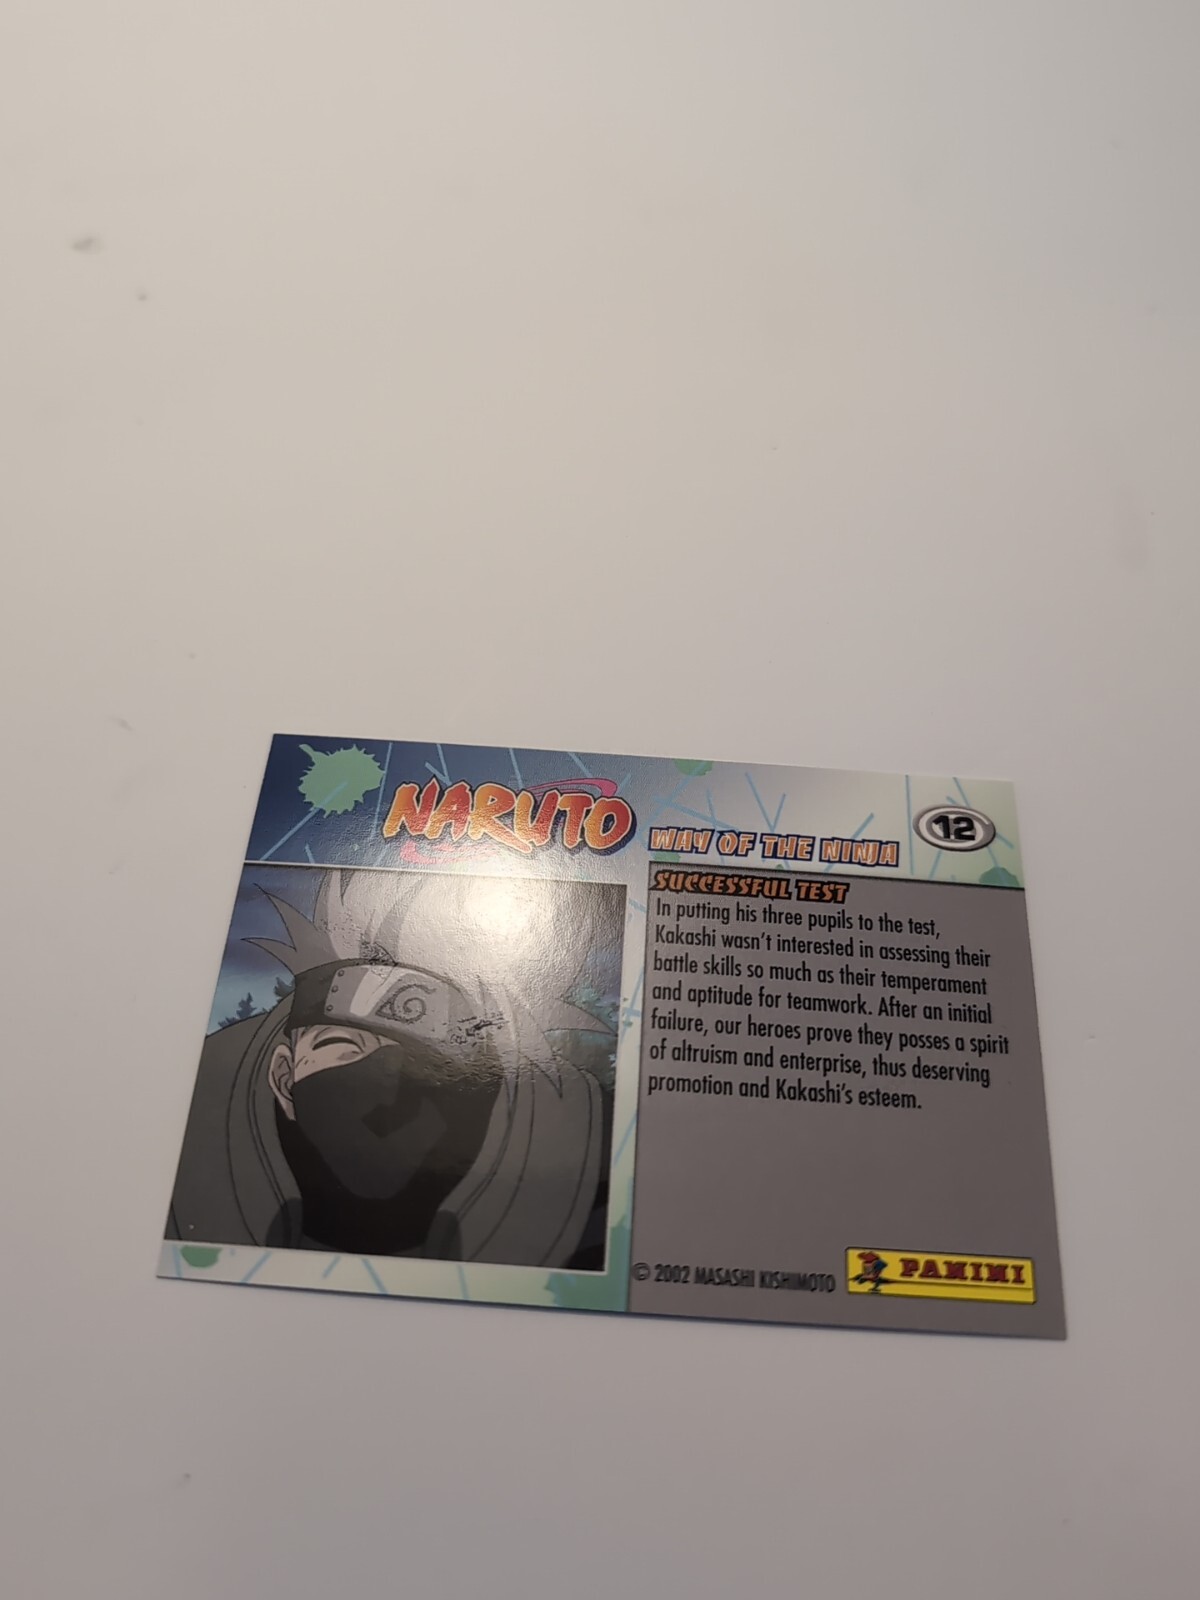 NARUTO
WAY OF THE NINJA
12
SUCCESSFUL TEST
In putting his three pupils to the test,
Kakashi wasn't interested in assessing their
battle skills so much as their temperament
and aptitude for teamwork. After an initial
failure, our heroes prove they posses a spirit
of altruism and enterprise, thus deserving
promotion and Kakashi's esteem.
© 2002 MASASHI KISHIMOTO
PANINI